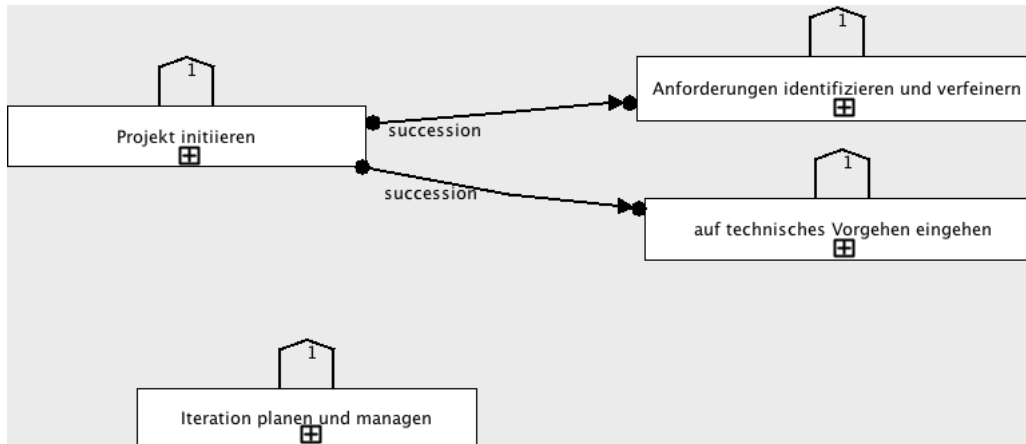 1
Anforderungen identifizieren und verfeinern
1
Projekt initiieren
succession
1
auf technisches Vorgehen eingehen
succession
1
Iteration planen und managen